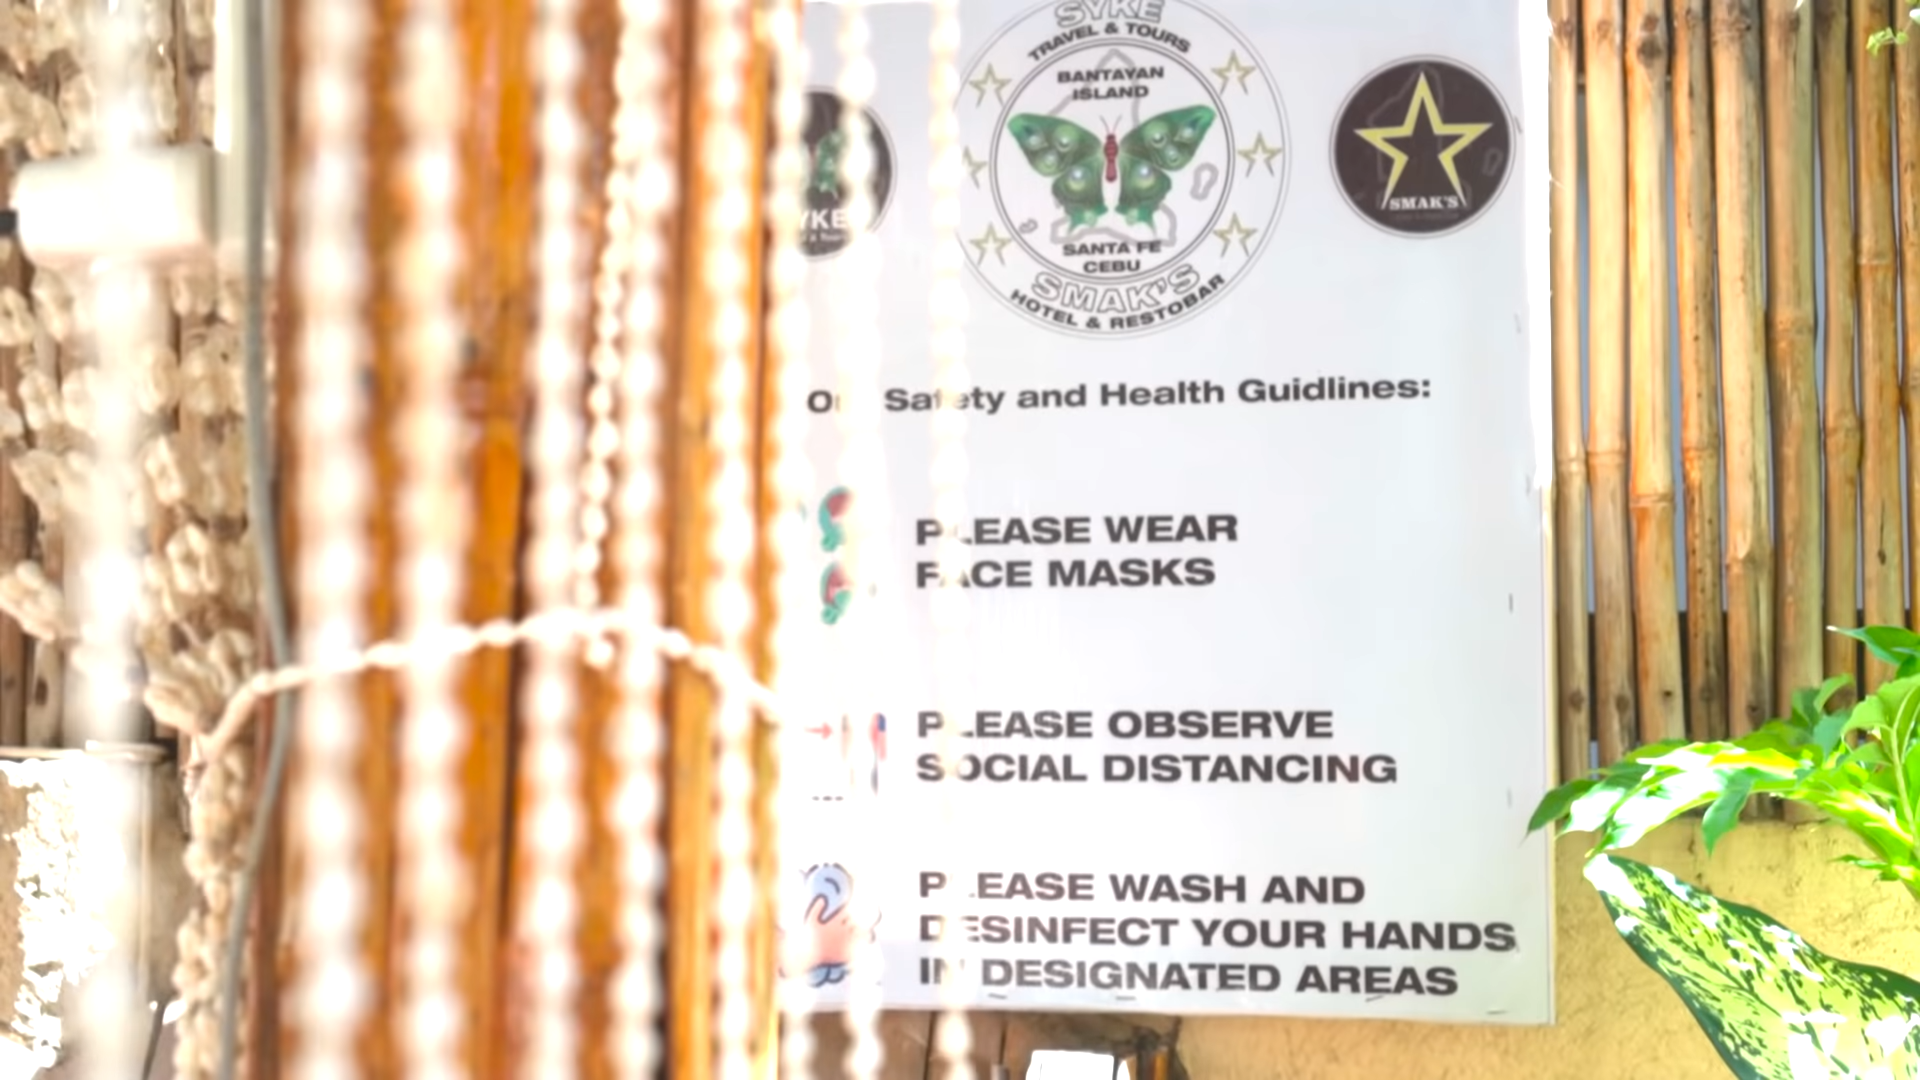 SYKE
TRAVEL & TOURS
BANTAYAN
ISLAND
SANTA FE
CEBU
SMAK'S
HOTEL & RESTOBAR
YKE
SMAK'S
Our Safety and Health Guidlines:
PLEASE WEAR
FACE MASKS
PLEASE OBSERVE
SOCIAL DISTANCING
PLEASE WASH AND
DESINFECT YOUR HANDS
IN DESIGNATED AREAS